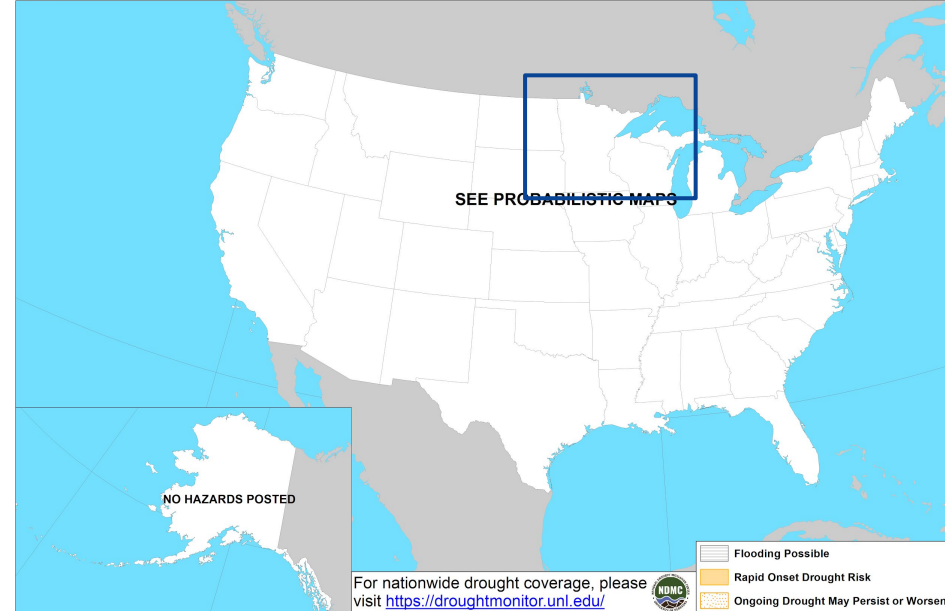 SEE PROBABILISTIC MAPS
NO HAZARDS POSTED
For nationwide drought coverage, please
visit https://droughtmonitor.unl.edu/
NDMC
Flooding Possible
Rapid Onset Drought Risk
Ongoing Drought May Persist or Worsen